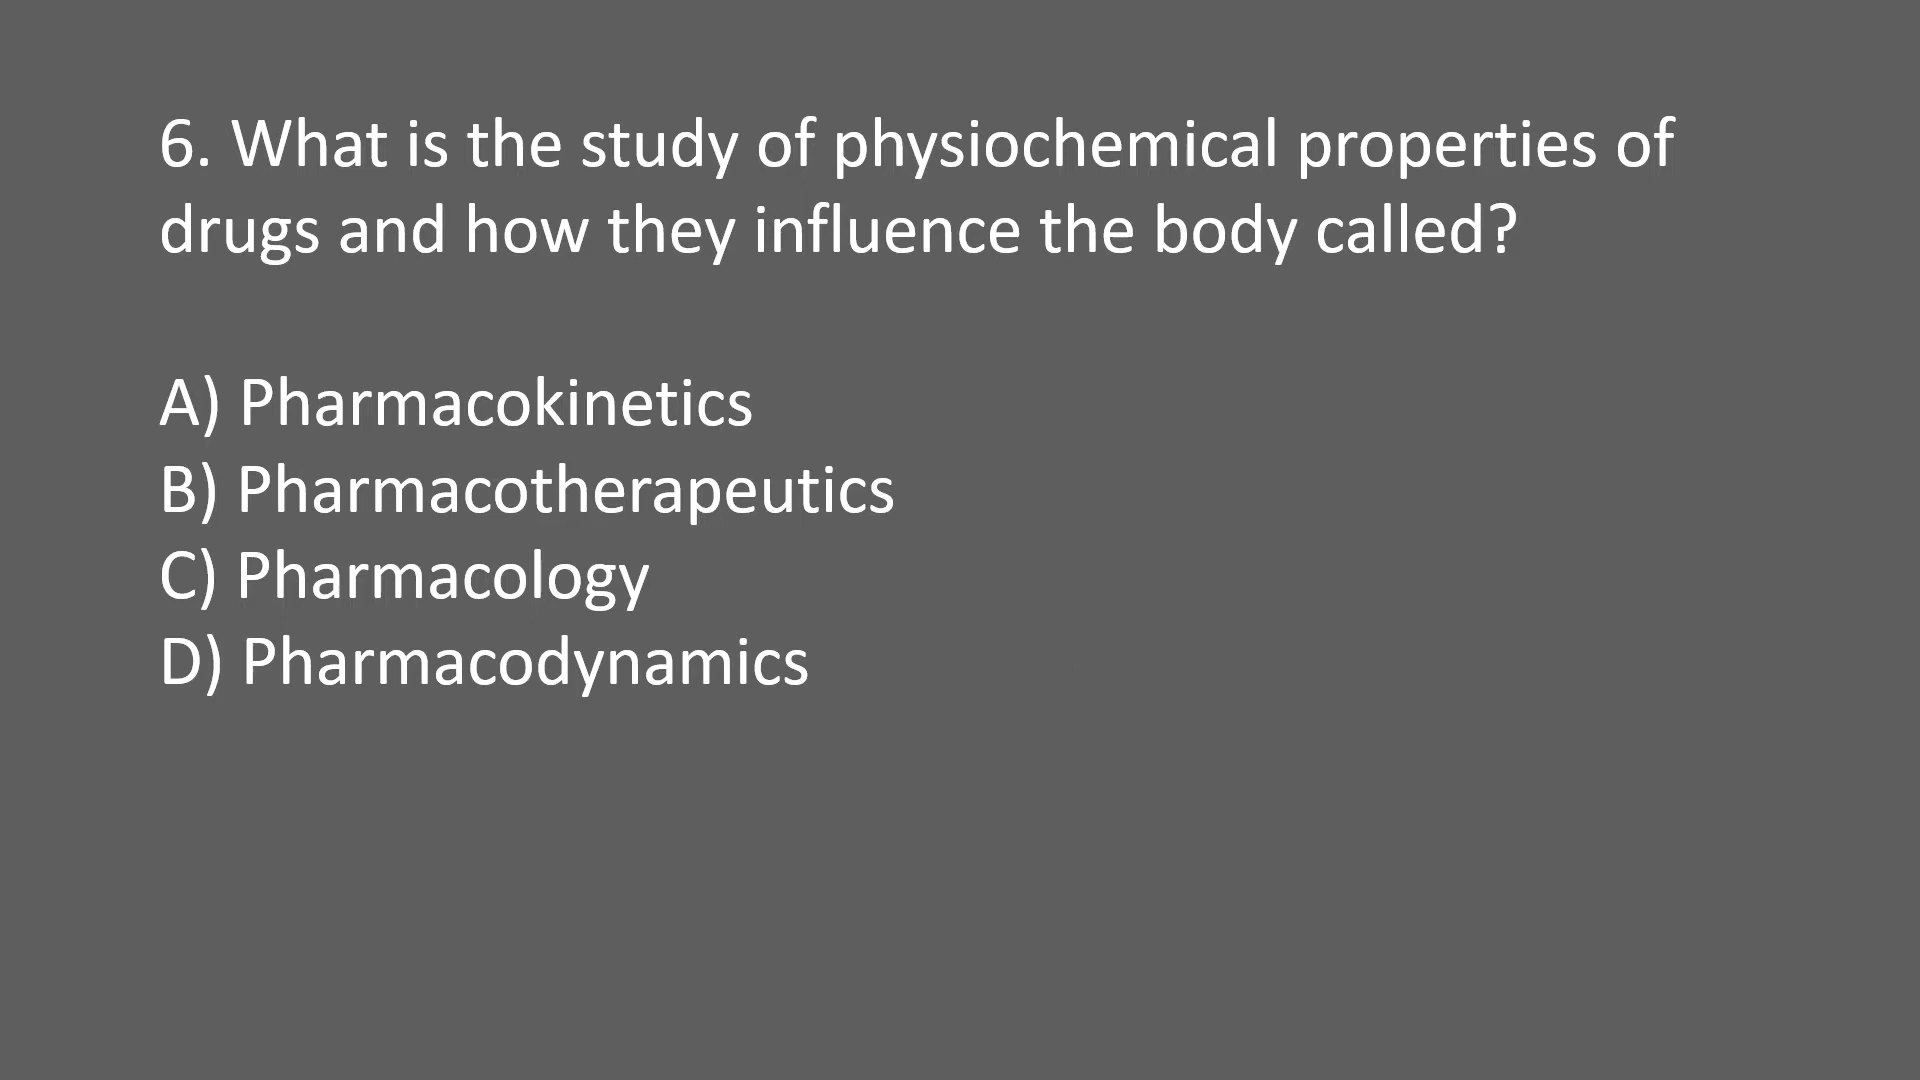 6. What is the study of physiochemical properties of
drugs and how they influence the body called?
A) Pharmacokinetics
B) Pharmacotherapeutics
C) Pharmacology
D) Pharmacodynamics